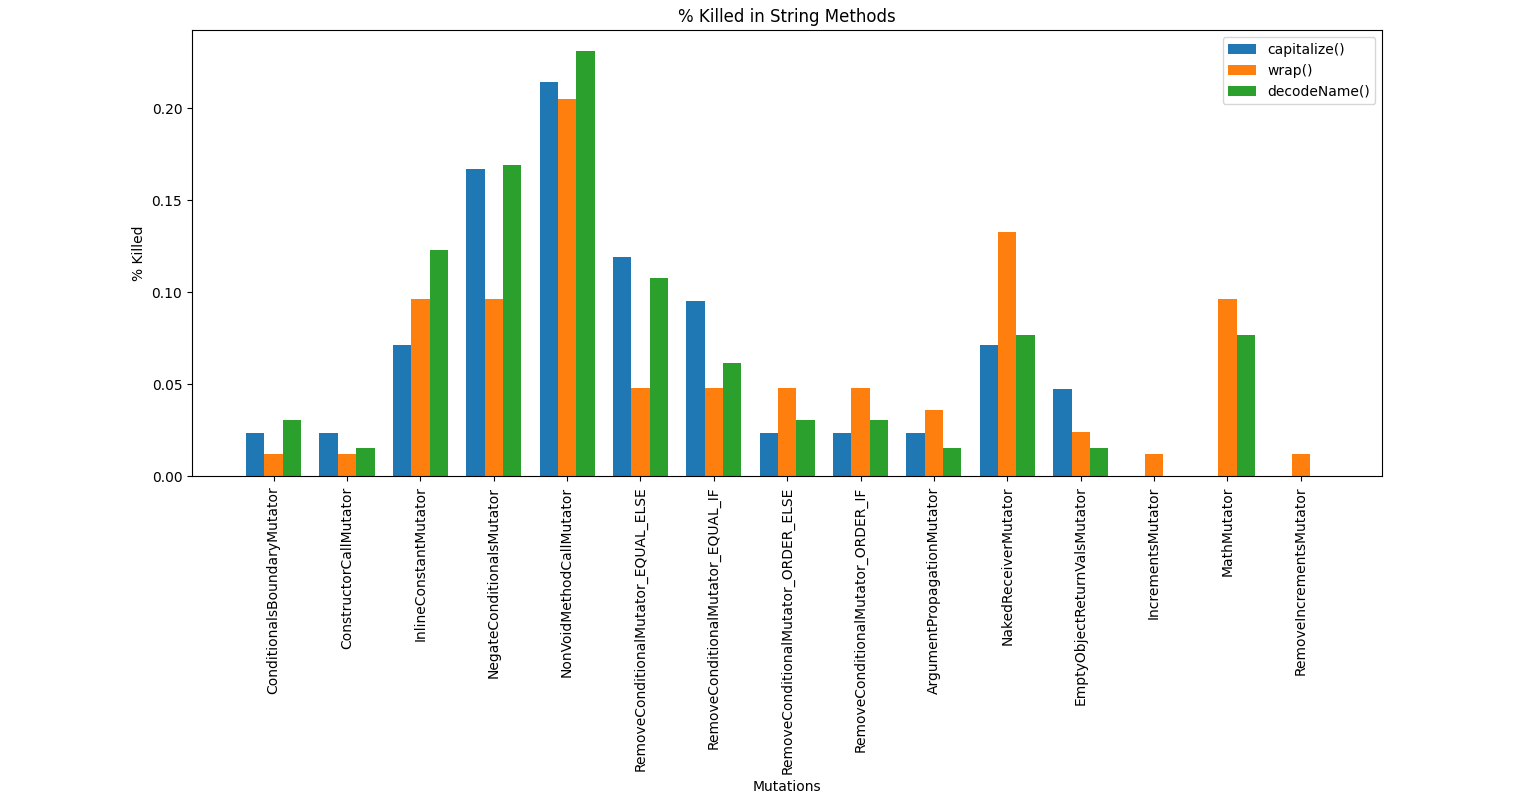 % Killed in String Methods
capitalize()
wrap()
decodeName()
% Killed
0.20
0.15
0.10
0.05
0.00
ConditionalsBoundaryMutator
ConstructorCallMutator
InlineConstantMutator
NegateConditionalsMutator
NonVoidMethodCallMutator
RemoveConditionalMutator_EQUAL_ELSE
RemoveConditionalMutator_EQUAL_IF
RemoveConditionalMutator_ORDER_ELSE
RemoveConditionalMutator_ORDER_IF
ArgumentPropagationMutator
NakedReceiverMutator
EmptyObjectReturnValsMutator
IncrementsMutator
MathMutator
RemoveIncrementsMutator
Mutations